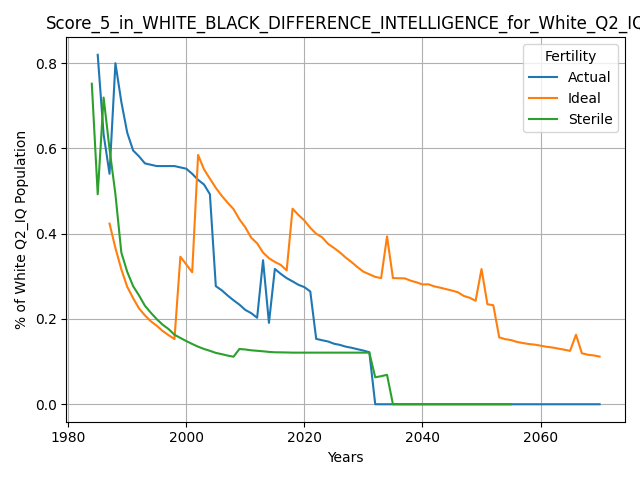 Score_5_in_WHITE_BLACK_DIFFERENCE_INTELLIGENCE_for_White_Q2_IQ
Fertility
Actual
Ideal
Sterile
% of White Q2_IQ Population
0.8
0.6
0.4
0.2
0.0
1980 2000 2020 2040 2060
Years